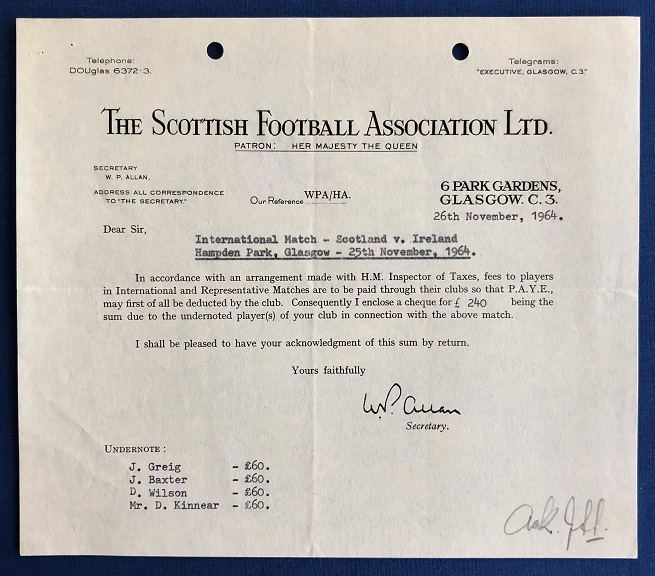 Telephone:
DOUglas 6372-3.
Telegrams:
"EXECUTIVE, GLASGOW, C.3."
THE SCOTTISH FOOTBALL ASSOCIATION LTD.
PATRON: HER MAJESTY THE QUEEN
SECRETARY
W. P. ALLAN.
ADDRESS ALL CORRESPONDENCE
TO "THE SECRETARY."
Our Reference WPA/HA.
6 PARK GARDENS,
GLASGOW. C. 3.
26th November, 1964.
Dear Sir,
International Match - Scotland v. Ireland
Hampden Park, Glasgow - 25th November, 1964.
In accordance with an arrangement made with H.M. Inspector of Taxes, fees to players
in International and Representative Matches are to be paid through their clubs so that P.A.Y.E.,
may first of all be deducted by the club. Consequently I enclose a cheque for £ 240 being the
sum due to the undernoted player(s) of your club in connection with the above match.
I shall be pleased to have your acknowledgment of this sum by return.
Yours faithfully
W.P. Allan
Secretary.
UNDERNOTE :
J. Greig - £60.
J. Baxter - £60.
D. Wilson - £60.
Mr. D. Kinnear - £60.
Ack.